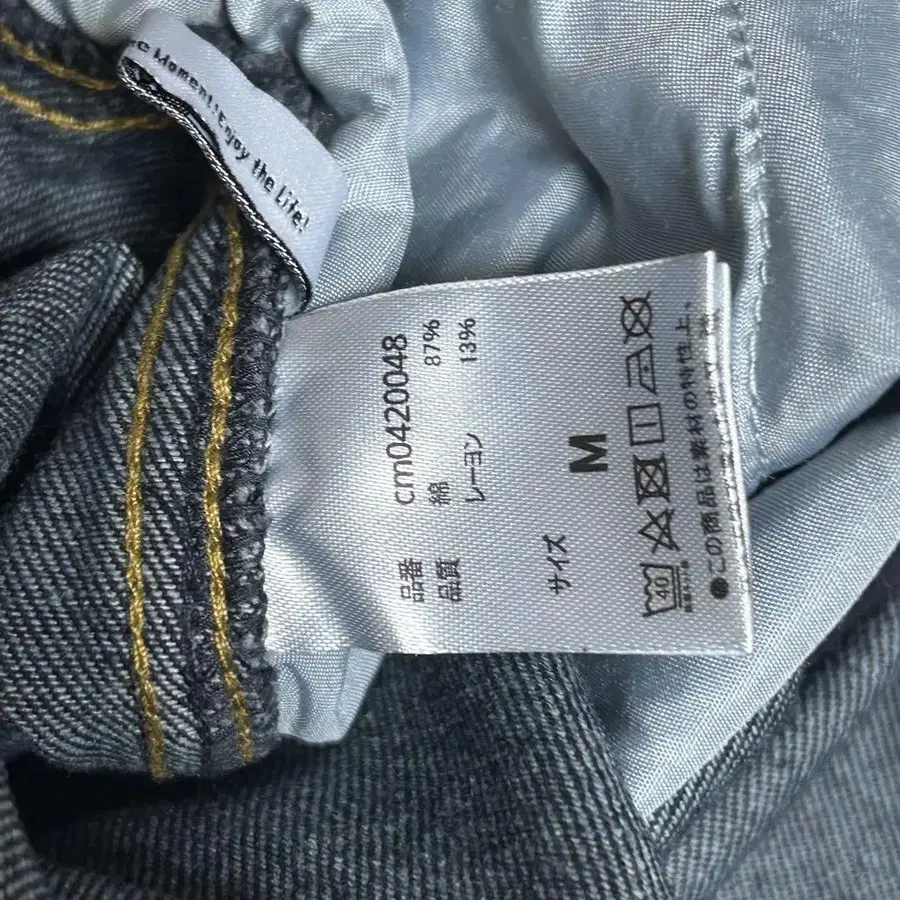 e Moment! Enjoy the Life!
品番 cm0420048
品質 綿 87%
レーヨン 13%
サイズ M
40
●この商品は素材の特性上、